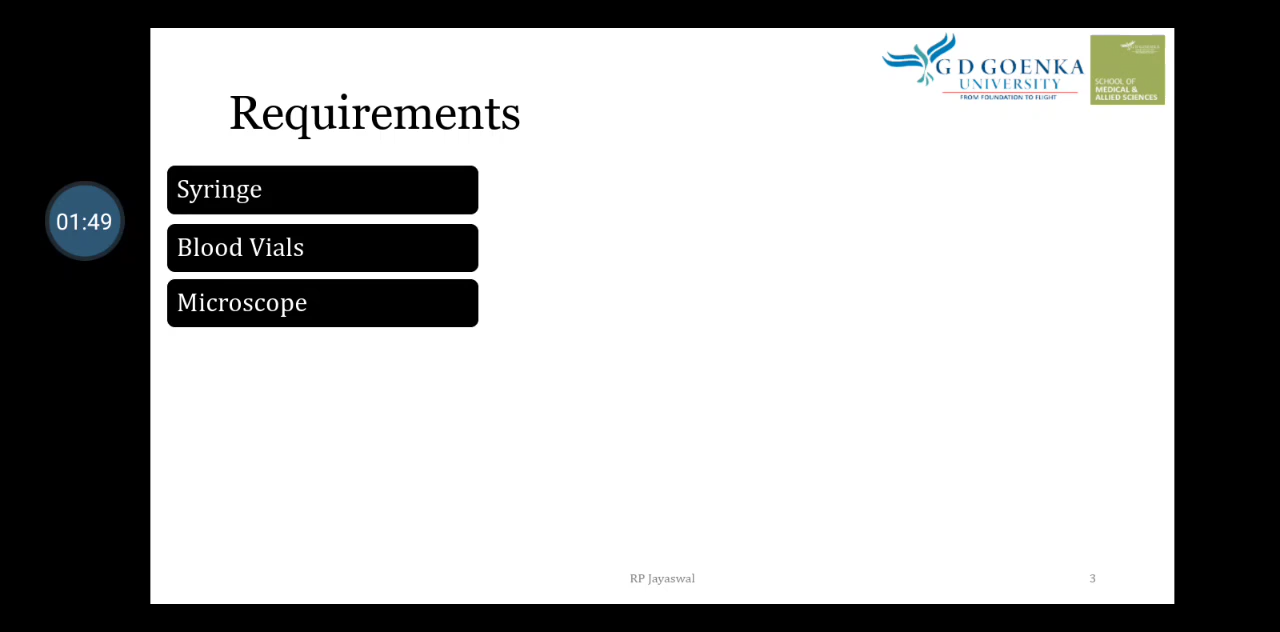 G D GOENKA
UNIVERSITY
FROM FOUNDATION TO FLIGHT
SCHOOL OF
MEDICAL &
ALLIED SCIENCES
Requirements
Syringe
01:49
Blood Vials
Microscope
RP Jayaswal
3